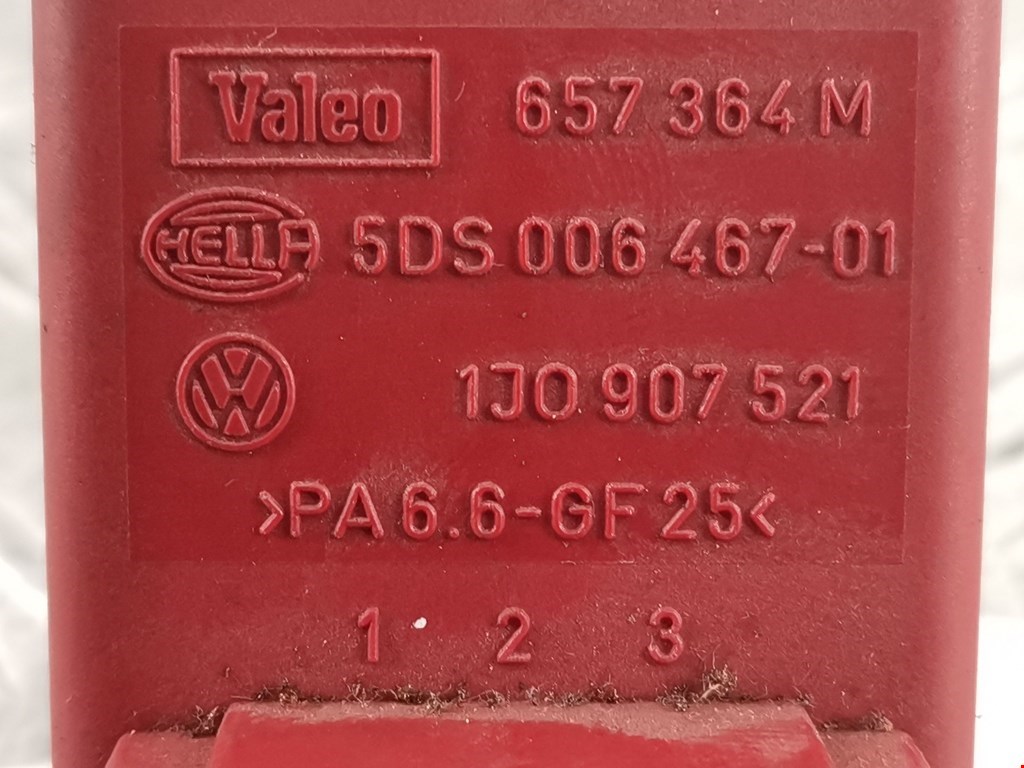 Valeo 657 364 M
HELLA 5DS 006 467-01
VW 1J0 907 521
>PA 6.6-GF 25<
1 2 3